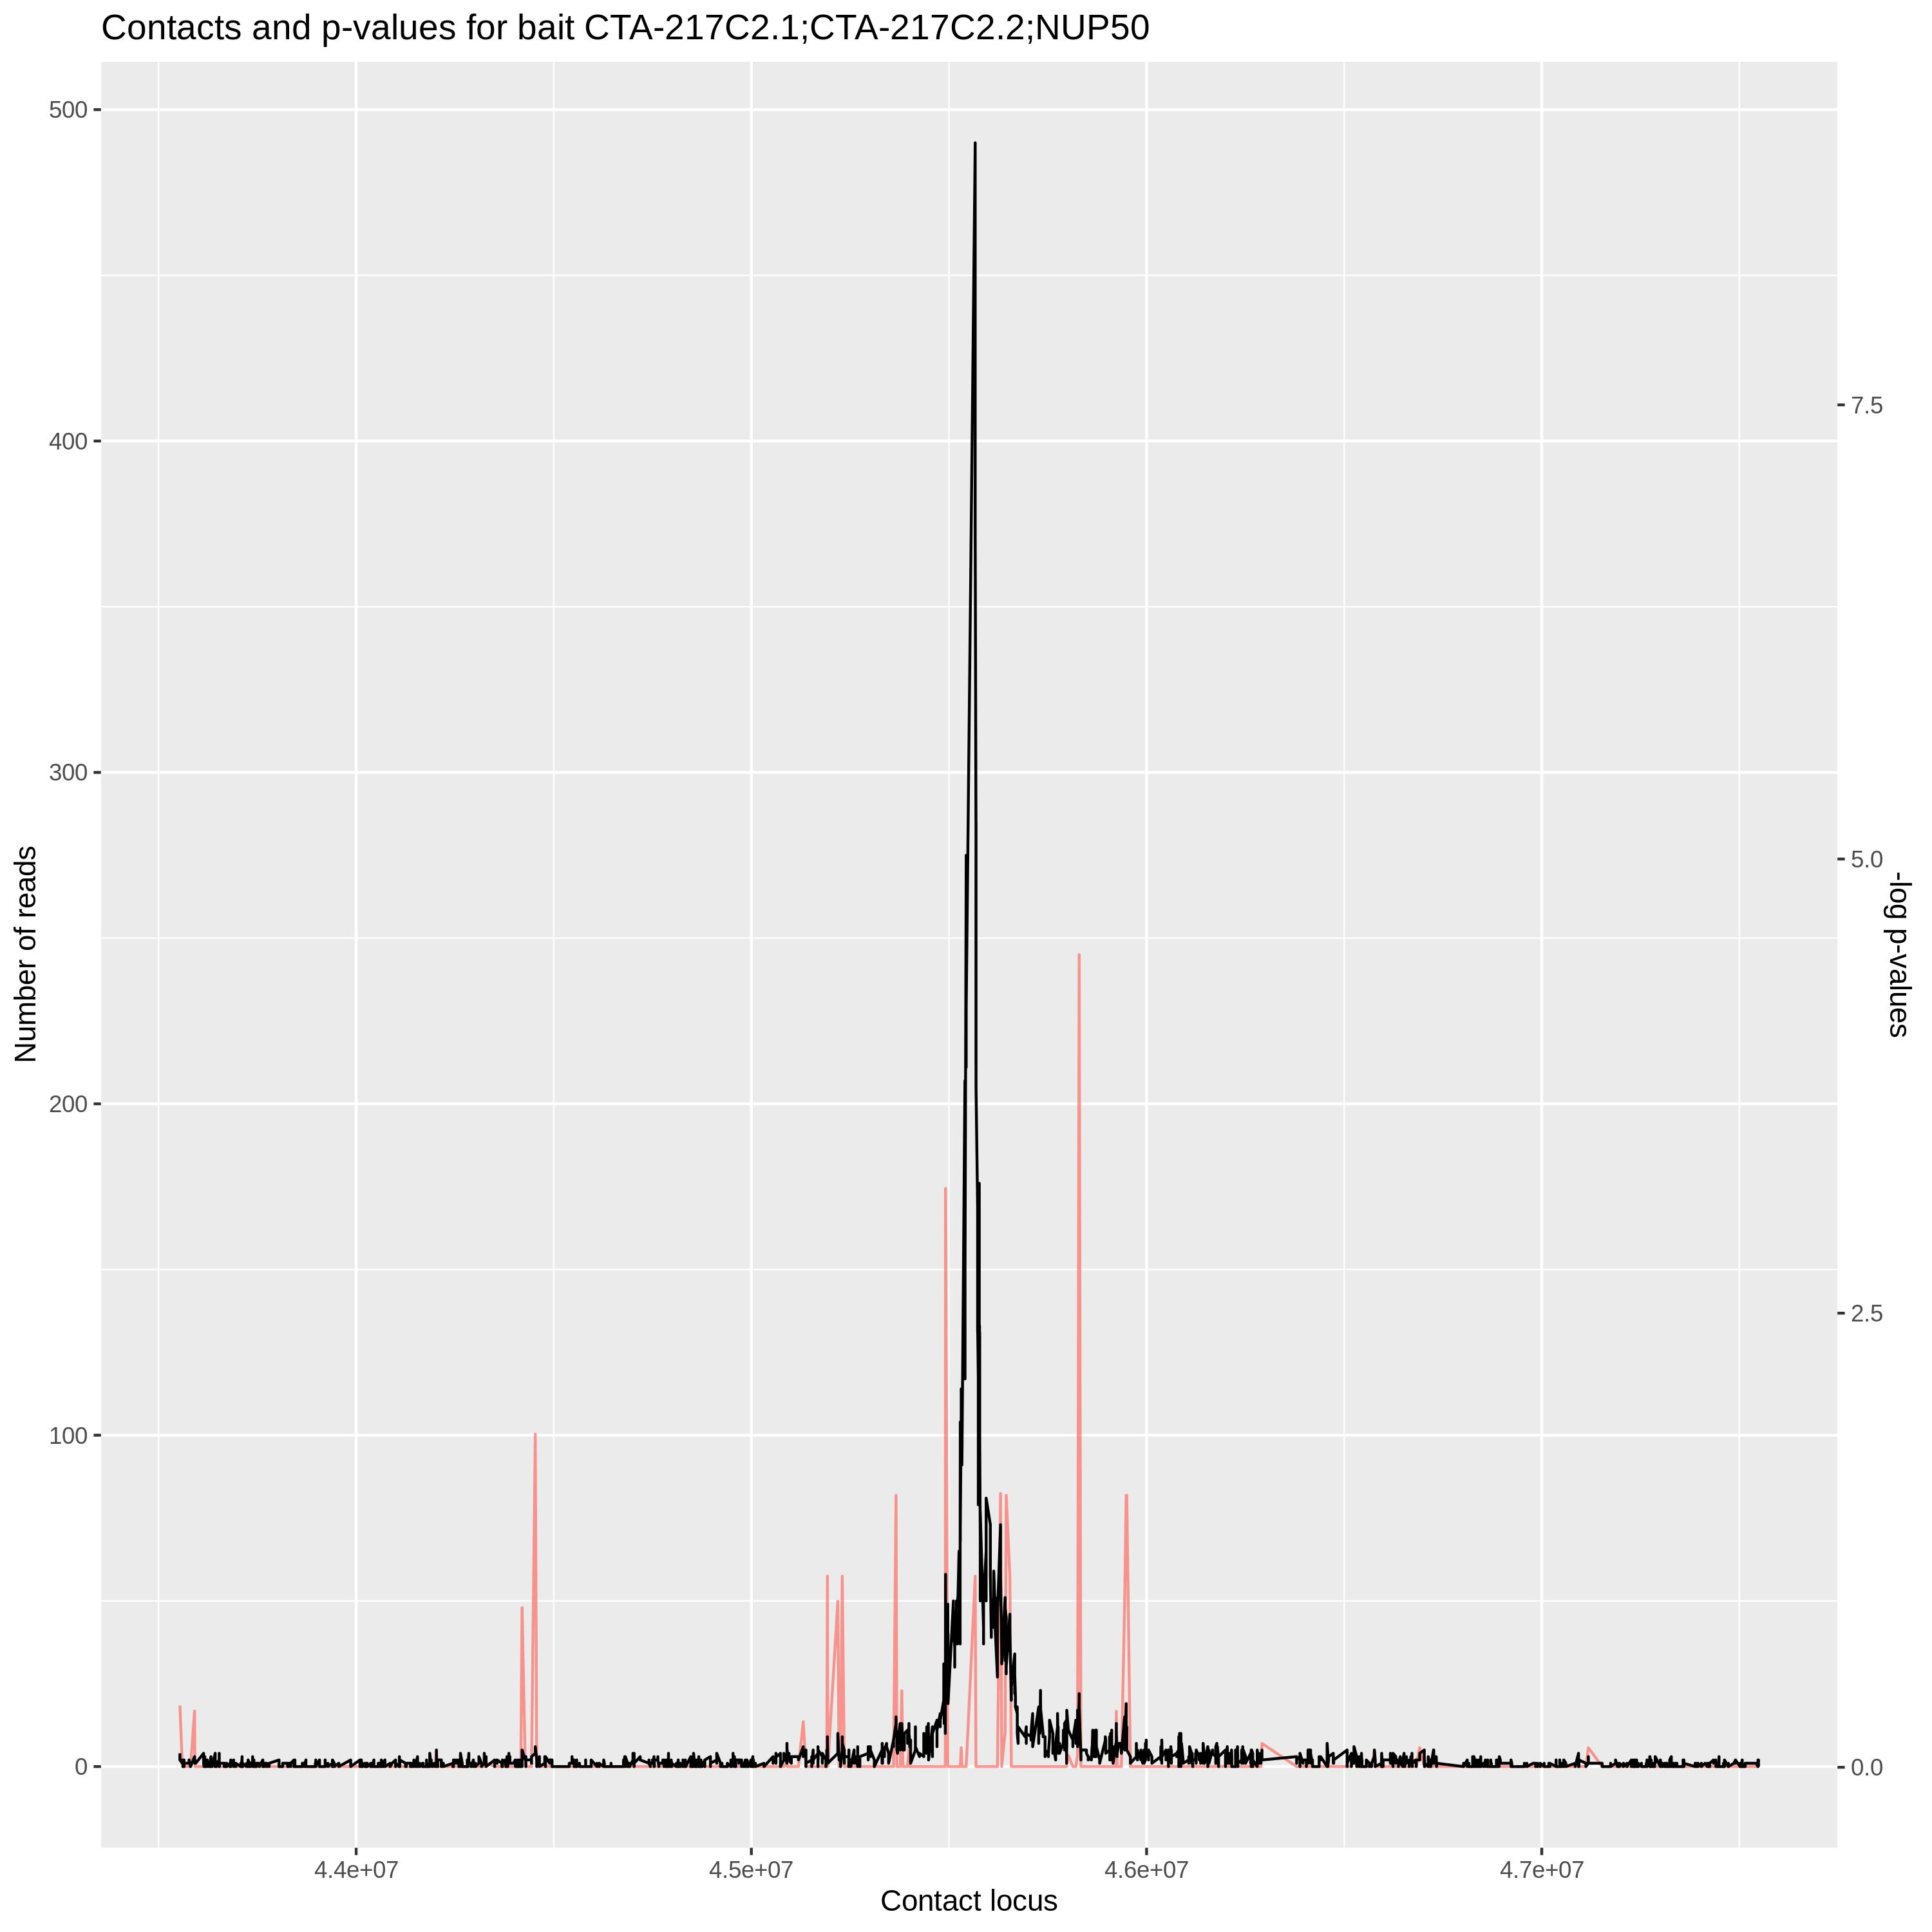 Contacts and p-values for bait CTA-217C2.1;CTA-217C2.2;NUP50
500
400
300
200
100
0
Number of reads
7.5
5.0
2.5
0.0
-log p-values
4.4e+07
4.5e+07
4.6e+07
4.7e+07
Contact locus